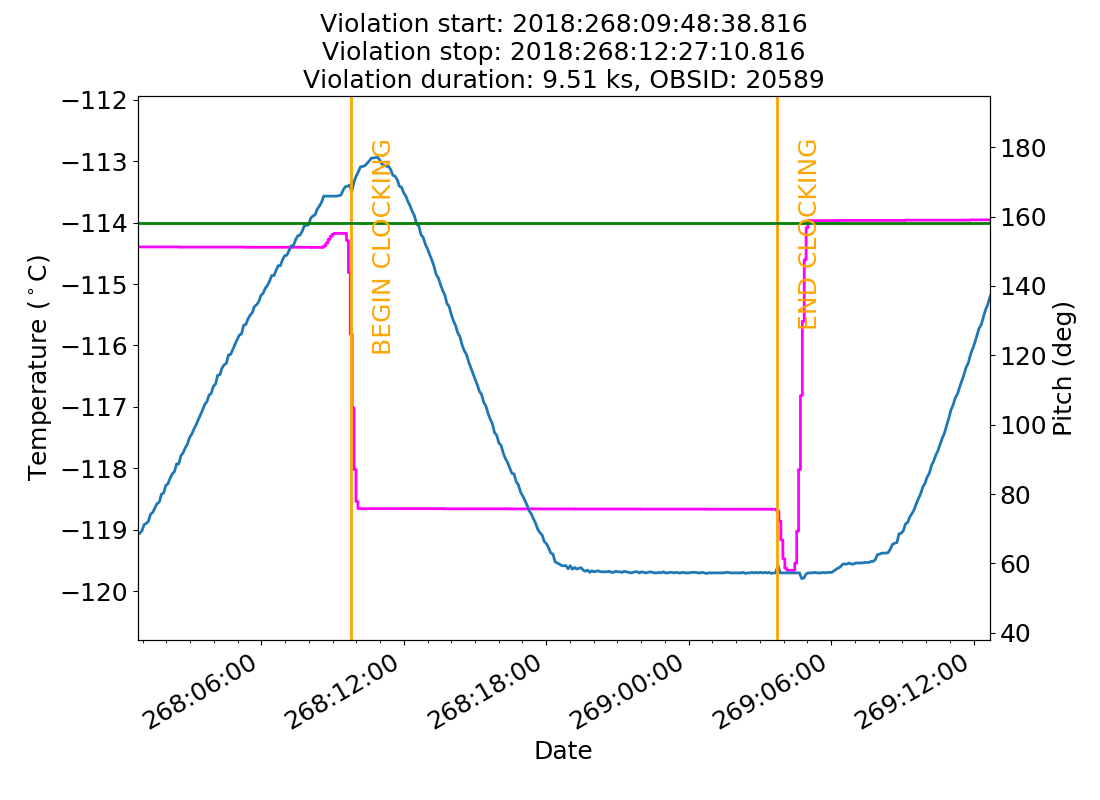 Violation start: 2018:268:09:48:38.816
Violation stop: 2018:268:12:27:10.816
Violation duration: 9.51 ks, OBSID: 20589
−112
−113
−114
−115
−116
−117
−118
−119
−120
Temperature (°C)
BEGIN CLOCKING
END CLOCKING
180
160
140
120
100
80
60
40
Pitch (deg)
268:06:00
268:12:00
268:18:00
269:00:00
269:06:00
269:12:00
Date